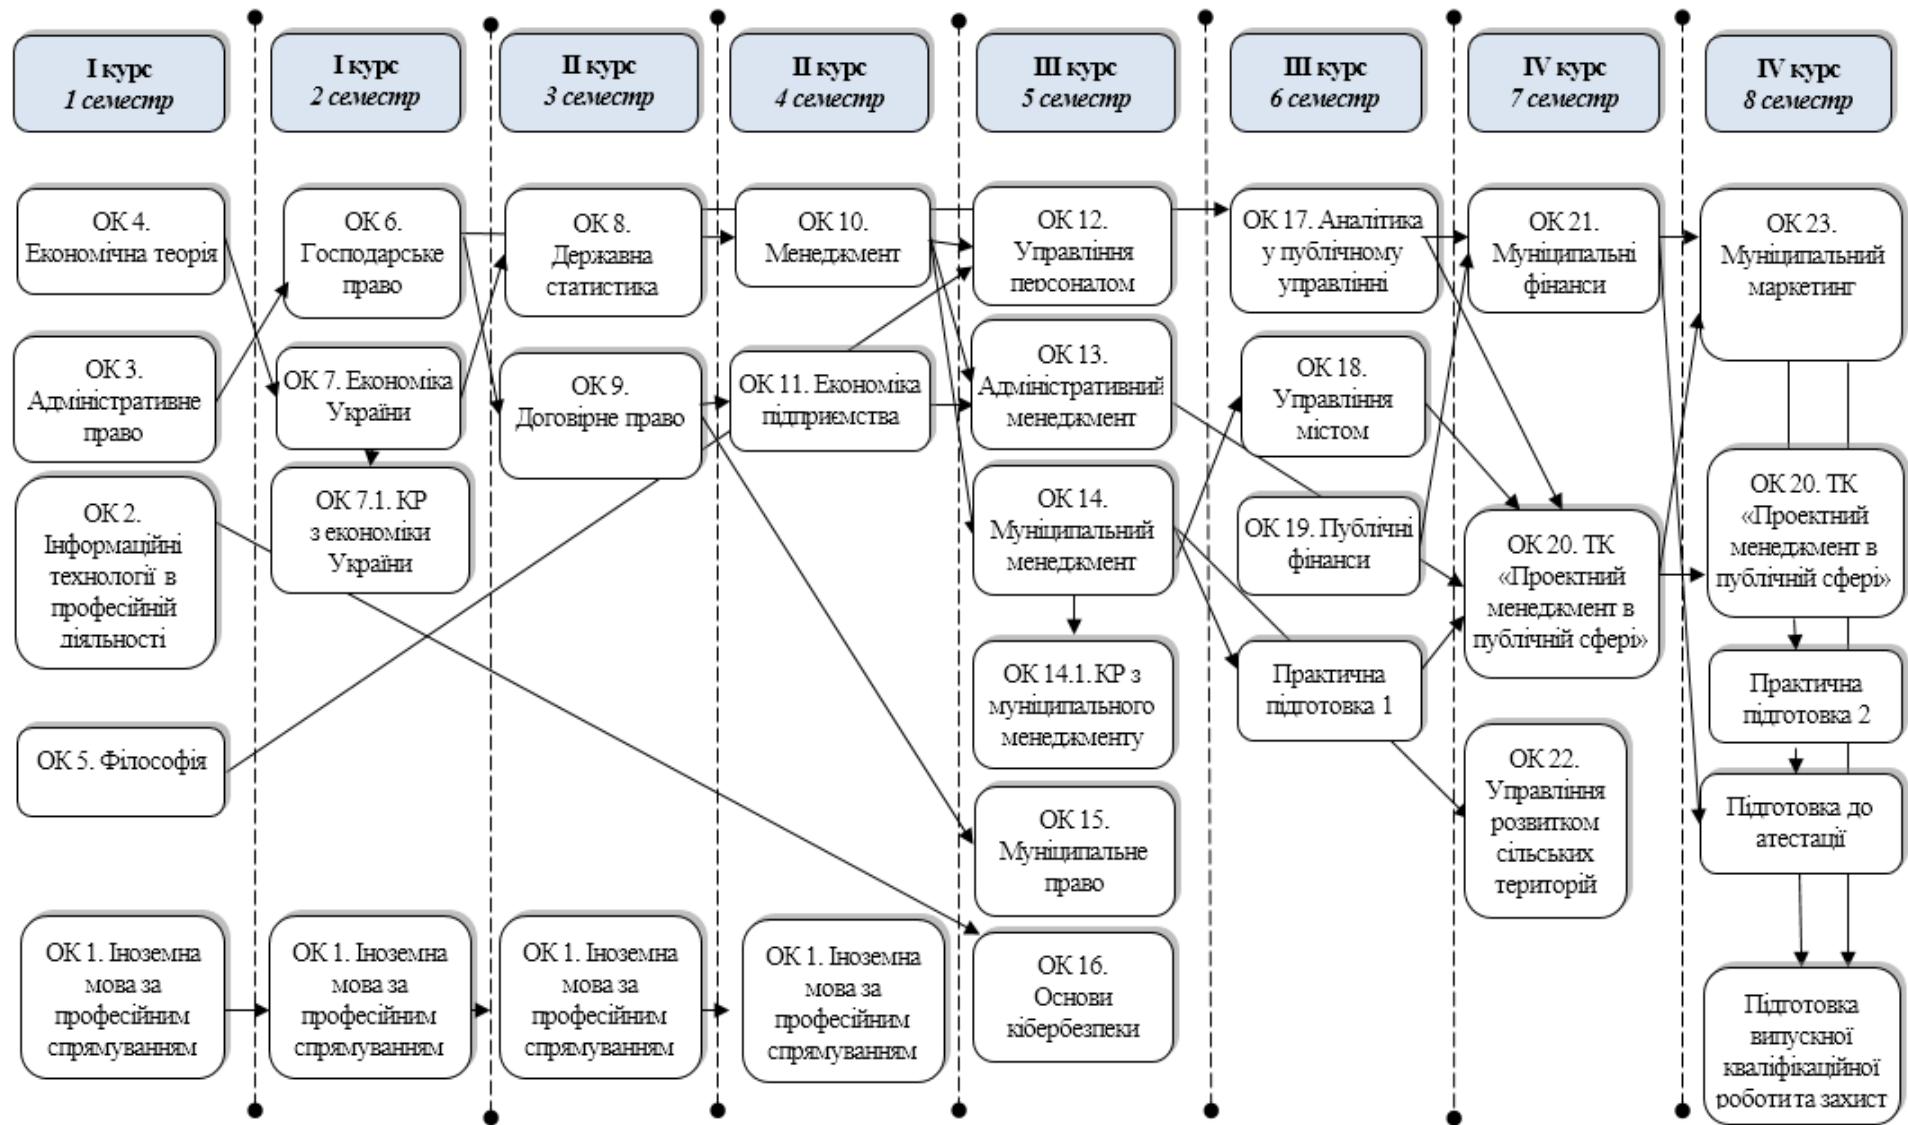 I курс
1 семестр
I курс
2 семестр
II курс
3 семестр
II курс
4 семестр
III курс
5 семестр
III курс
6 семестр
IV курс
7 семестр
IV курс
8 семестр
ОК 4.
Економічна теорія
ОК 3.
Адміністративне
право
ОК 2.
Інформаційні
технології в
професійній
діяльності
ОК 5. Філософія
ОК 1. Іноземна
мова за
професійним
спрямуванням
ОК 6.
Господарське
право
ОК 7. Економіка
України
ОК 7.1. КР
з економіки
України
ОК 1. Іноземна
мова за
професійним
спрямуванням
ОК 8.
Державна
статистика
ОК 9.
Договірне право
ОК 1. Іноземна
мова за
професійним
спрямуванням
ОК 10.
Менеджмент
ОК 11. Економіка
підприємства
ОК 1. Іноземна
мова за
професійним
спрямуванням
ОК 12.
Управління
персоналом
ОК 13.
Адміністративний
менеджмент
ОК 14.
Муніципальний
менеджмент
ОК 14.1. КР з
муніципального
менеджменту
ОК 15.
Муніципальне
право
ОК 16.
Основи
кібербезпеки
ОК 17. Аналітика
у публічному
управлінні
ОК 18.
Управління
містом
ОК 19. Публічні
фінанси
Практична
підготовка 1
ОК 21.
Муніципальні
фінанси
ОК 20. ТК
«Проектний
менеджмент в
публічній сфері»
ОК 22.
Управління
розвитком
сільських
територій
ОК 23.
Муніципальний
маркетинг
ОК 20. ТК
«Проектний
менеджмент в
публічній сфері»
Практична
підготовка 2
Підготовка до
атестації
Підготовка
випускної
кваліфікаційної
роботи та захист